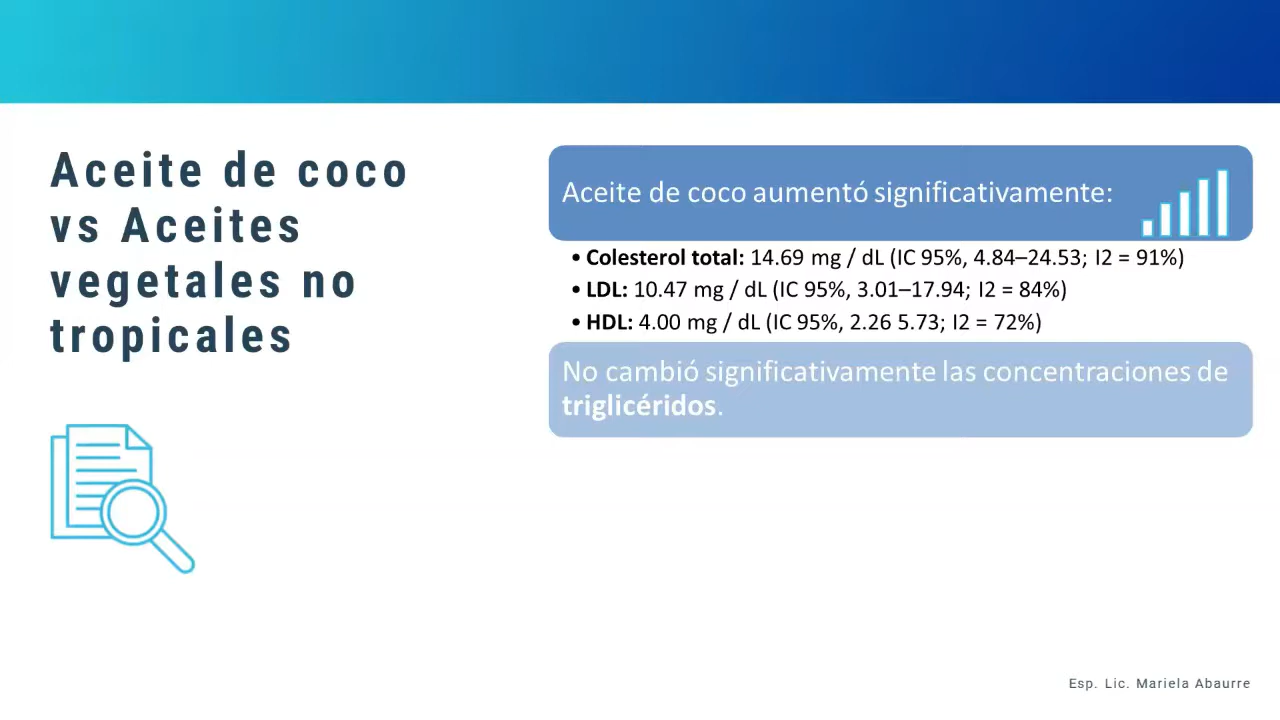 Aceite de coco
vs Aceites
vegetales no
tropicales
Aceite de coco aumentó significativamente:
• Colesterol total: 14.69 mg / dL (IC 95%, 4.84–24.53; I2 = 91%)
• LDL: 10.47 mg / dL (IC 95%, 3.01–17.94; I2 = 84%)
• HDL: 4.00 mg / dL (IC 95%, 2.26 5.73; I2 = 72%)
No cambió significativamente las concentraciones de
triglicéridos.
Esp. Lic. Mariela Abaurre